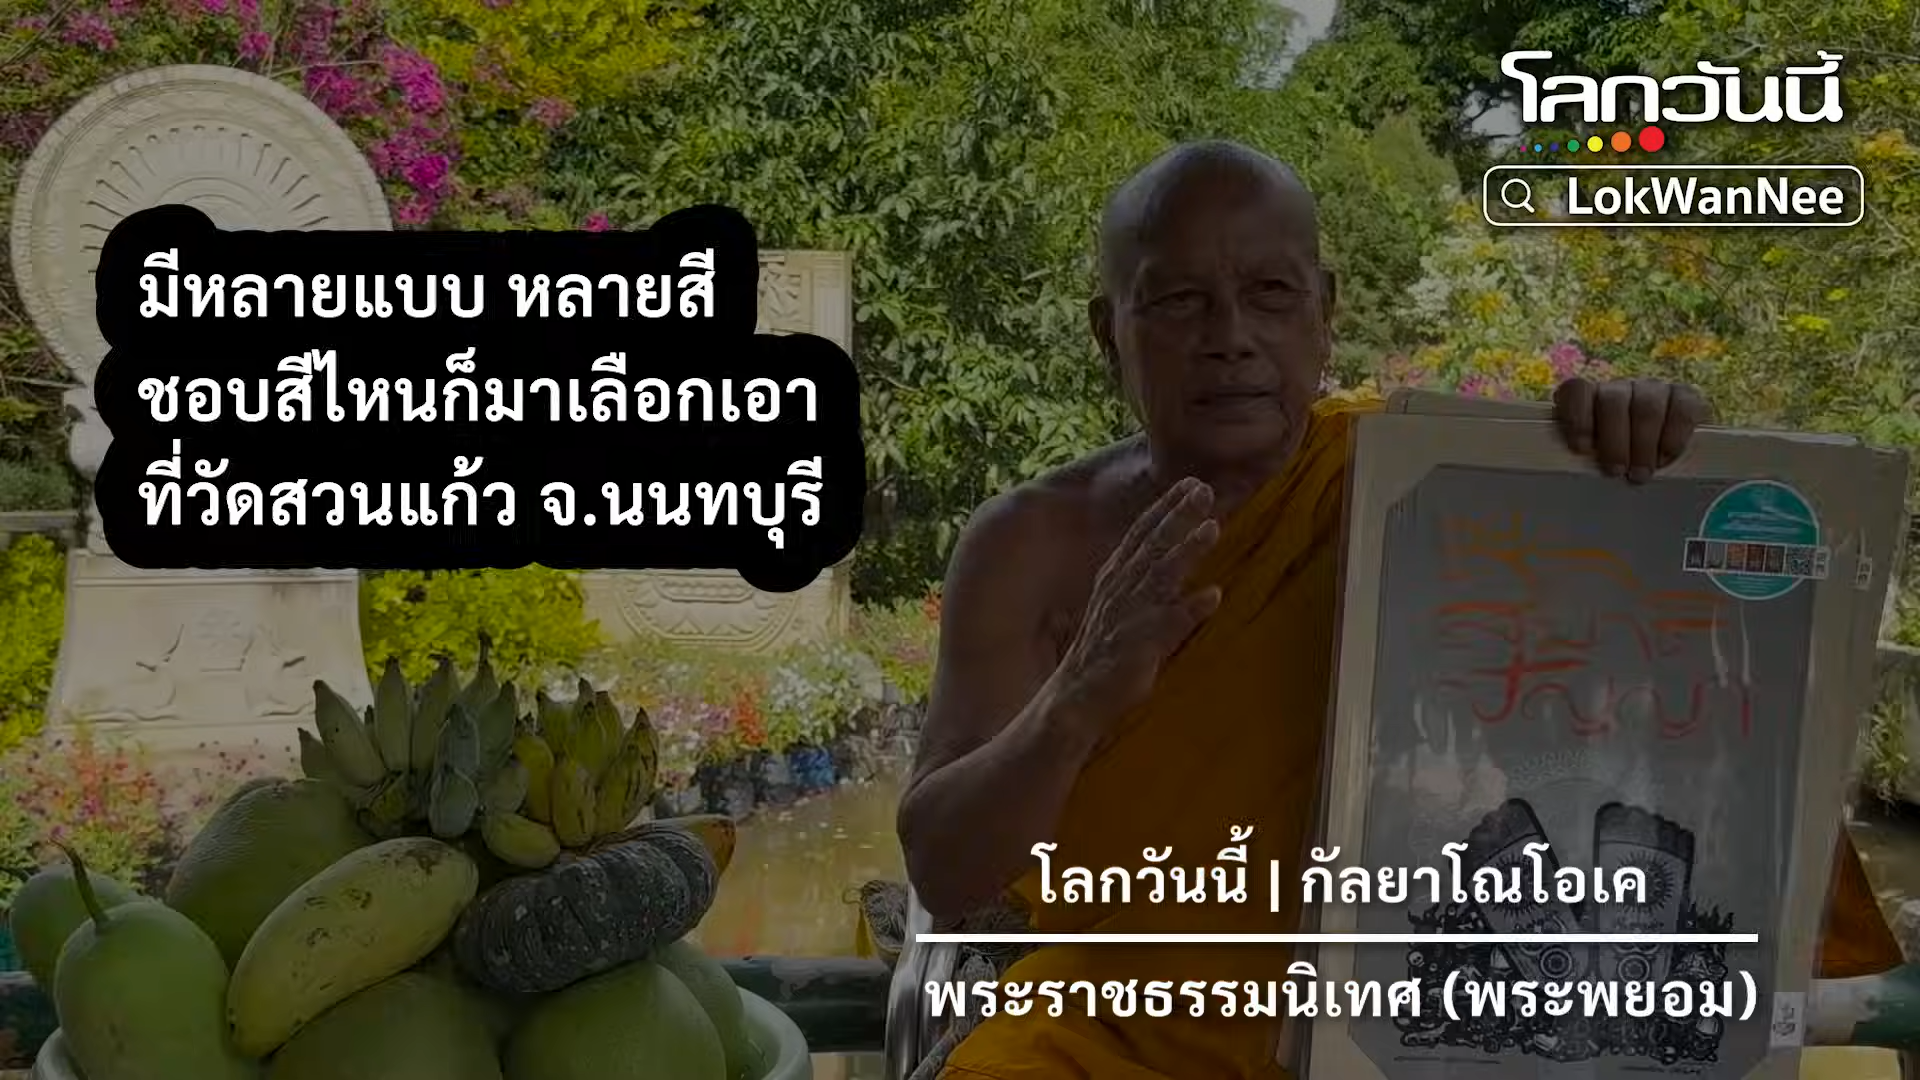 โลกวันนี้
LokWanNee
มีหลายแบบ หลายสี
ชอบสีไหนก็มาเลือกเอา
ที่วัดสวนแก้ว จ.นนทบุรี
โลกวันนี้ | กัลยาโณโอเค
พระราชธรรมนิเทศ (พระพยอม)